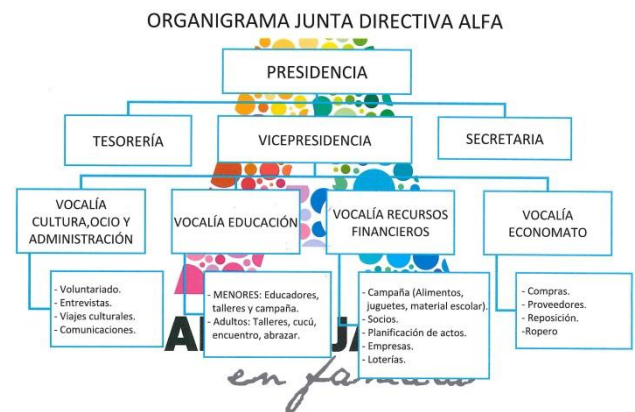 ORGANIGRAMA JUNTA DIRECTIVA ALFA
PRESIDENCIA
TESORERÍA
VICEPRESIDENCIA
SECRETARIA
VOCALÍA
CULTURA,OCIO Y
ADMINISTRACIÓN
VOCALÍA EDUCACIÓN
VOCALÍA RECURSOS
FINANCIEROS
VOCALÍA
ECONOMATO
- Voluntariado.
- Entrevistas.
- Viajes culturales.
- Comunicaciones.
- MENORES: Educadores,
talleres y campaña.
- Adultos: Talleres, cucú,
encuentro, abrazar.
- Campaña (Alimentos,
juguetes, material escolar).
- Socios.
- Planificación de actos.
- Empresas.
- Loterías.
- Compras.
- Proveedores.
- Reposición.
-Ropero
en